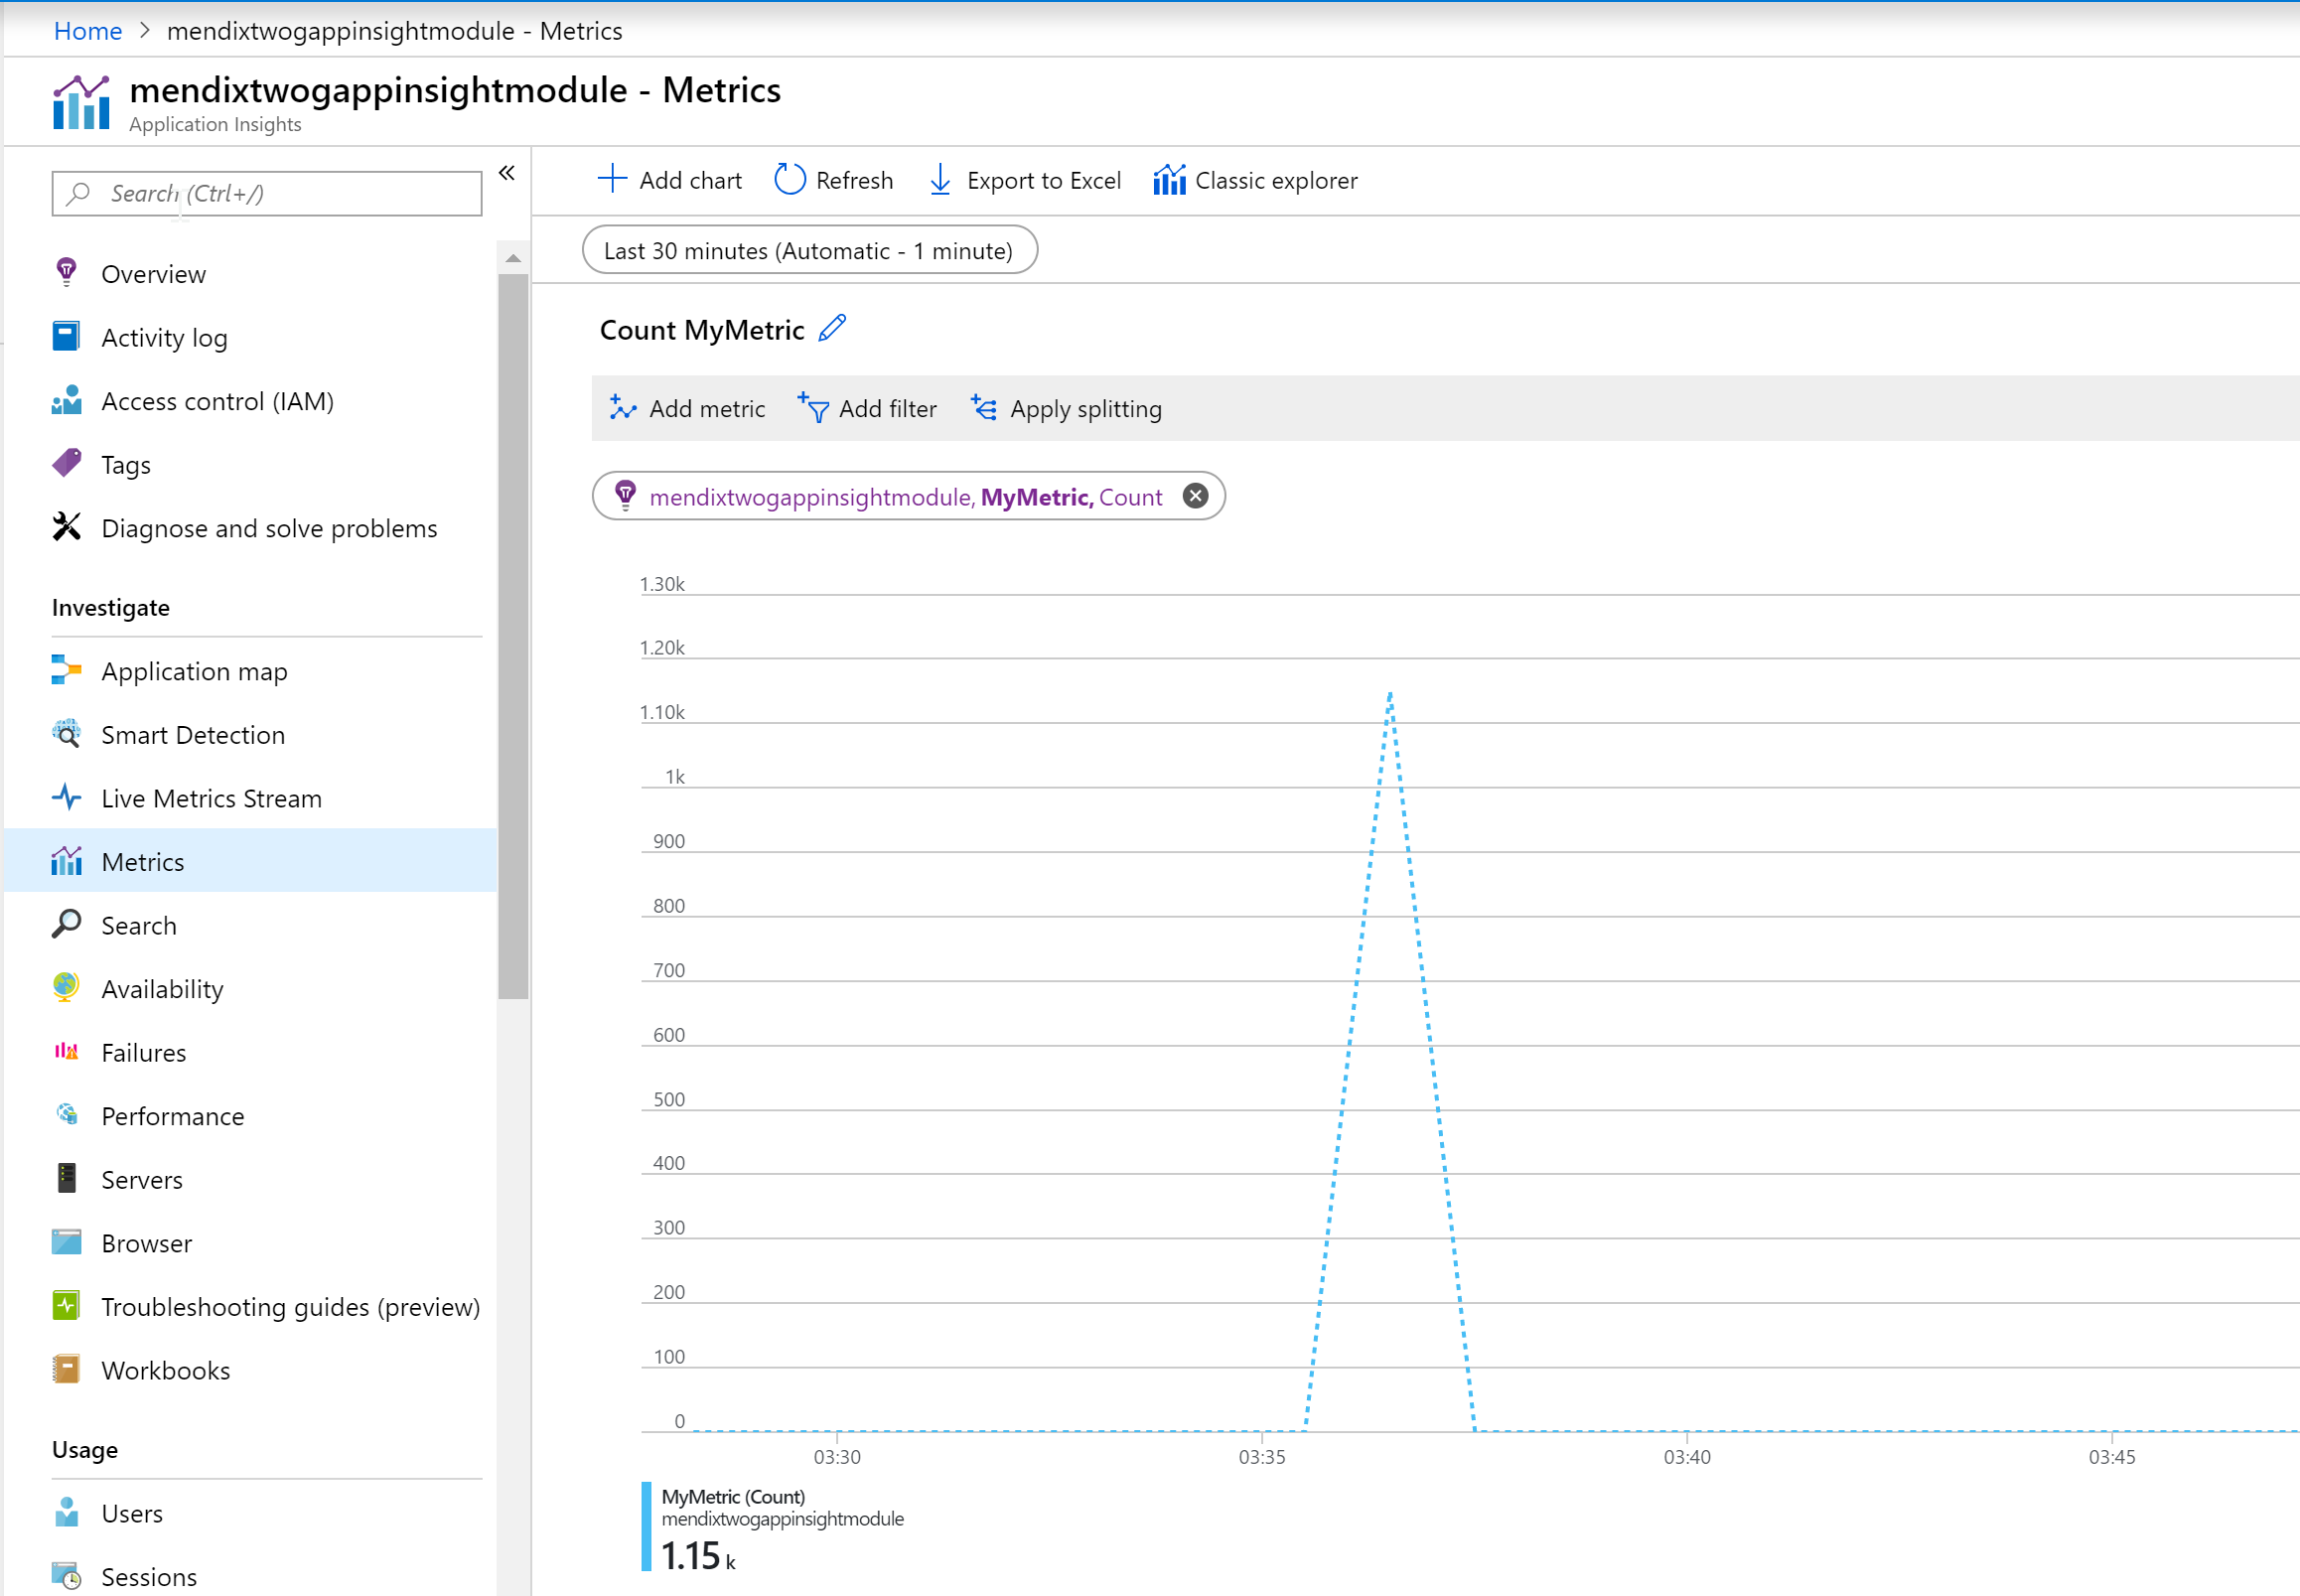 Home > mendixtwogappinsightmodule - Metrics
mendixtwogappinsightmodule - Metrics
Application Insights
Search (Ctrl+/)
«
Overview
Activity log
Access control (IAM)
Tags
Diagnose and solve problems
Investigate
Application map
Smart Detection
Live Metrics Stream
Metrics
Search
Availability
Failures
Performance
Servers
Browser
Troubleshooting guides (preview)
Workbooks
Usage
Users
Sessions
Add chart Refresh Export to Excel Classic explorer
Last 30 minutes (Automatic - 1 minute)
Count MyMetric
Add metric Add filter Apply splitting
mendixtwogappinsightmodule, MyMetric, Count
1.30k
1.20k
1.10k
1k
900
800
700
600
500
400
300
200
100
0
03:30 03:35 03:40 03:45
MyMetric (Count)
mendixtwogappinsightmodule
1.15 k